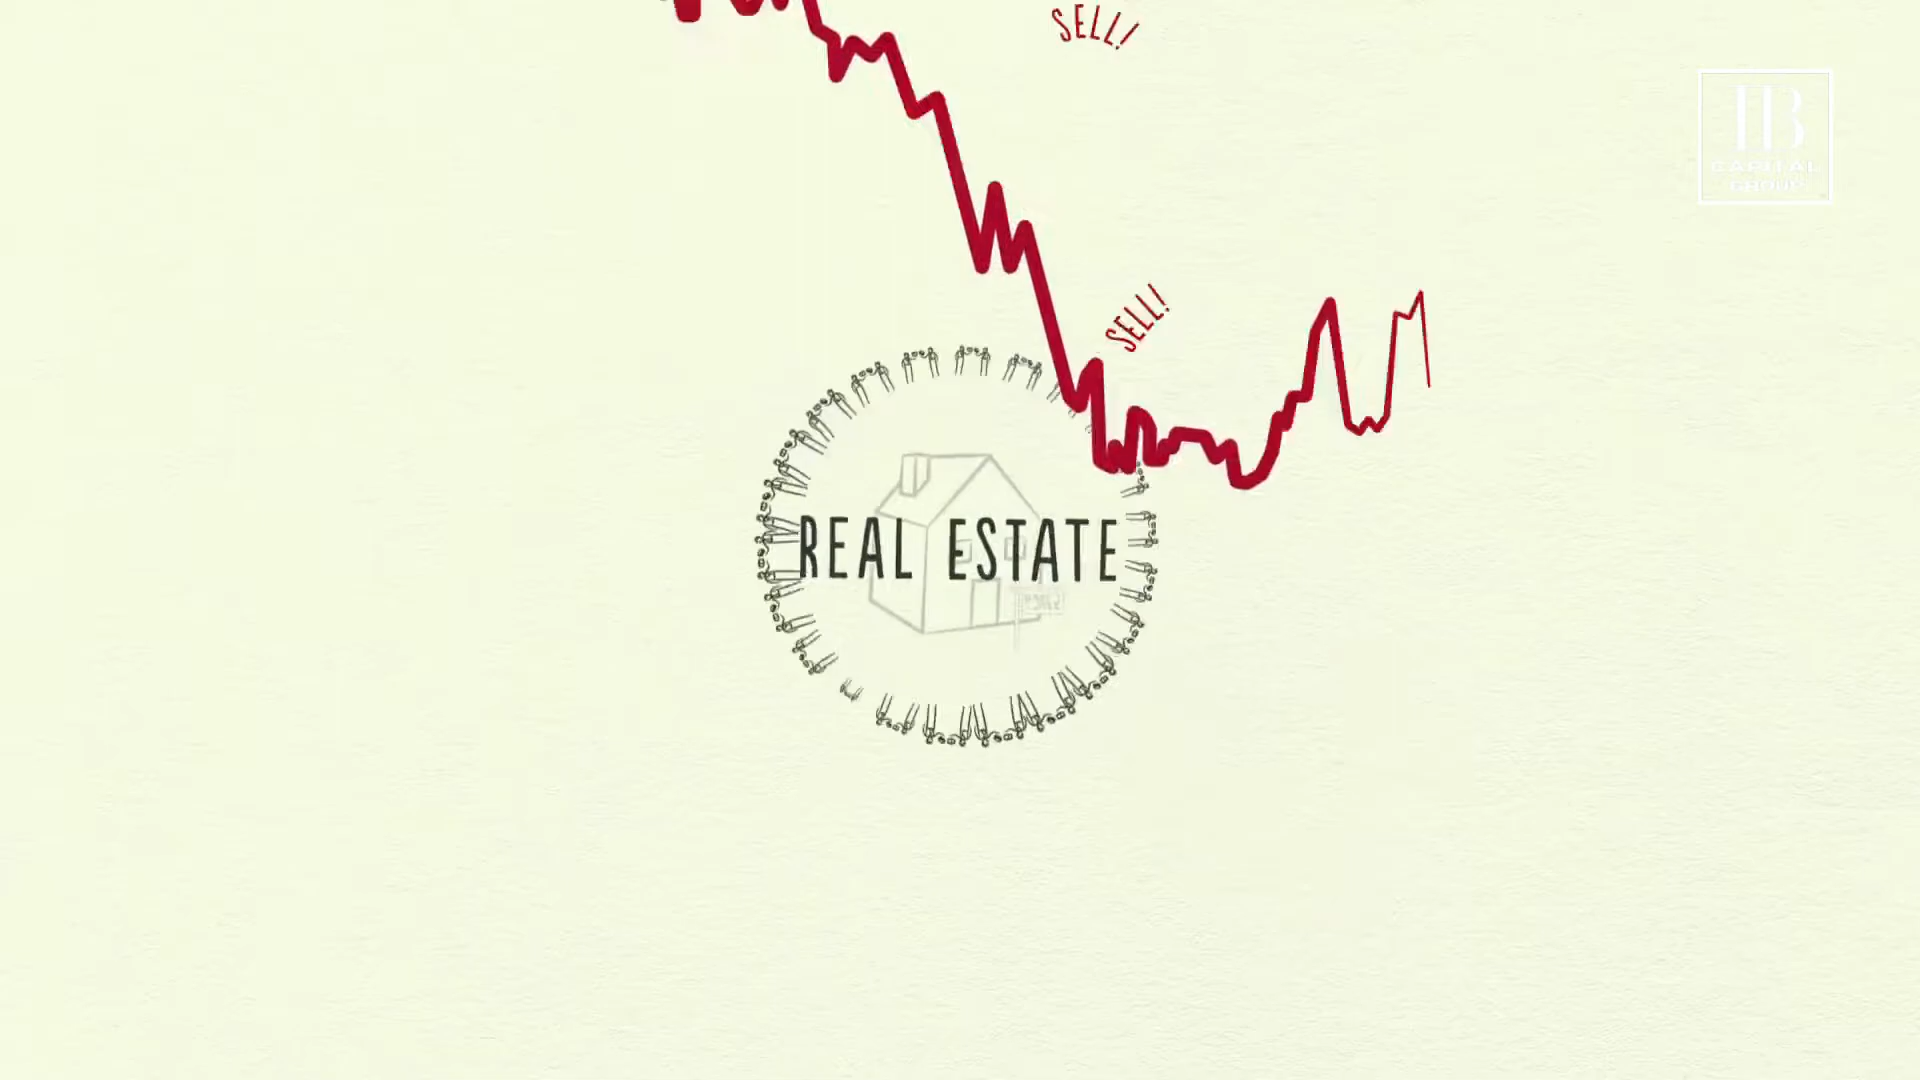 SELL!
HB
CAPITAL
GROUP
SELL!
REAL ESTATE